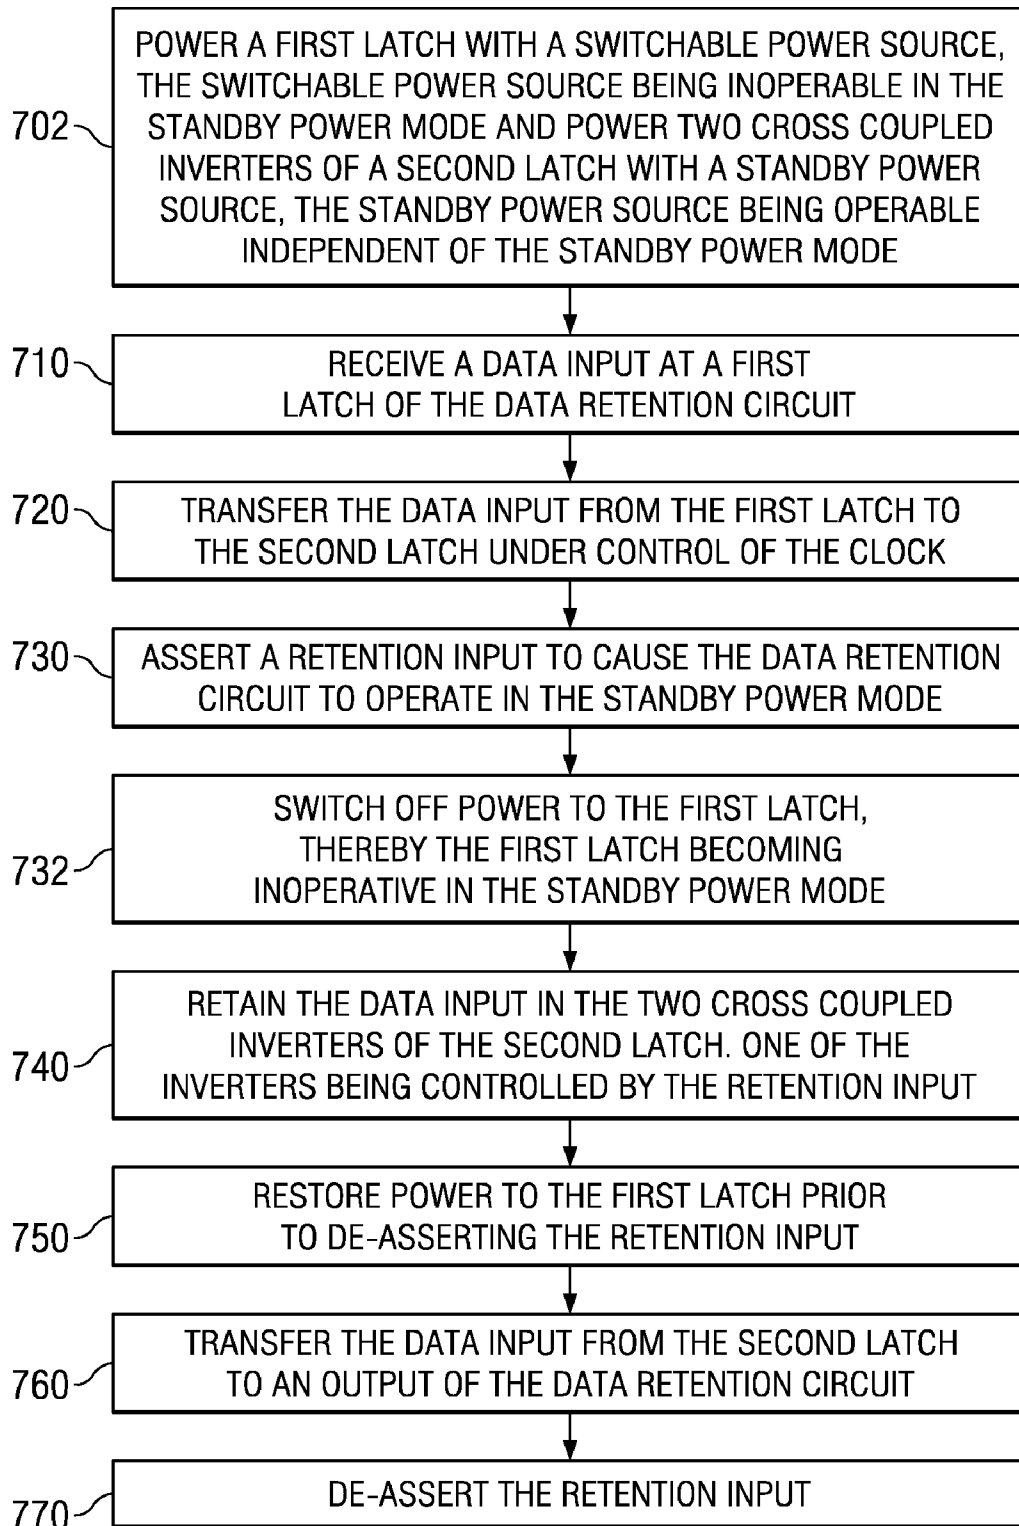 POWER A FIRST LATCH WITH A SWITCHABLE POWER SOURCE,
THE SWITCHABLE POWER SOURCE BEING INOPERABLE IN THE
702
STANDBY POWER MODE AND POWER TWO CROSS COUPLED
INVERTERS OF A SECOND LATCH WITH A STANDBY POWER
SOURCE, THE STANDBY POWER SOURCE BEING OPERABLE
INDEPENDENT OF THE STANDBY POWER MODE
710
RECEIVE A DATA INPUT AT A FIRST
LATCH OF THE DATA RETENTION CIRCUIT
720
TRANSFER THE DATA INPUT FROM THE FIRST LATCH TO
THE SECOND LATCH UNDER CONTROL OF THE CLOCK
730
ASSERT A RETENTION INPUT TO CAUSE THE DATA RETENTION
CIRCUIT TO OPERATE IN THE STANDBY POWER MODE
SWITCH OFF POWER TO THE FIRST LATCH,
THEREBY THE FIRST LATCH BECOMING
732
INOPERATIVE IN THE STANDBY POWER MODE
RETAIN THE DATA INPUT IN THE TWO CROSS COUPLED
INVERTERS OF THE SECOND LATCH. ONE OF THE
740
INVERTERS BEING CONTROLLED BY THE RETENTION INPUT
RESTORE POWER TO THE FIRST LATCH PRIOR
750
TO DE-ASSERTING THE RETENTION INPUT
TRANSFER THE DATA INPUT FROM THE SECOND LATCH
760
TO AN OUTPUT OF THE DATA RETENTION CIRCUIT
DE-ASSERT THE RETENTION INPUT
770